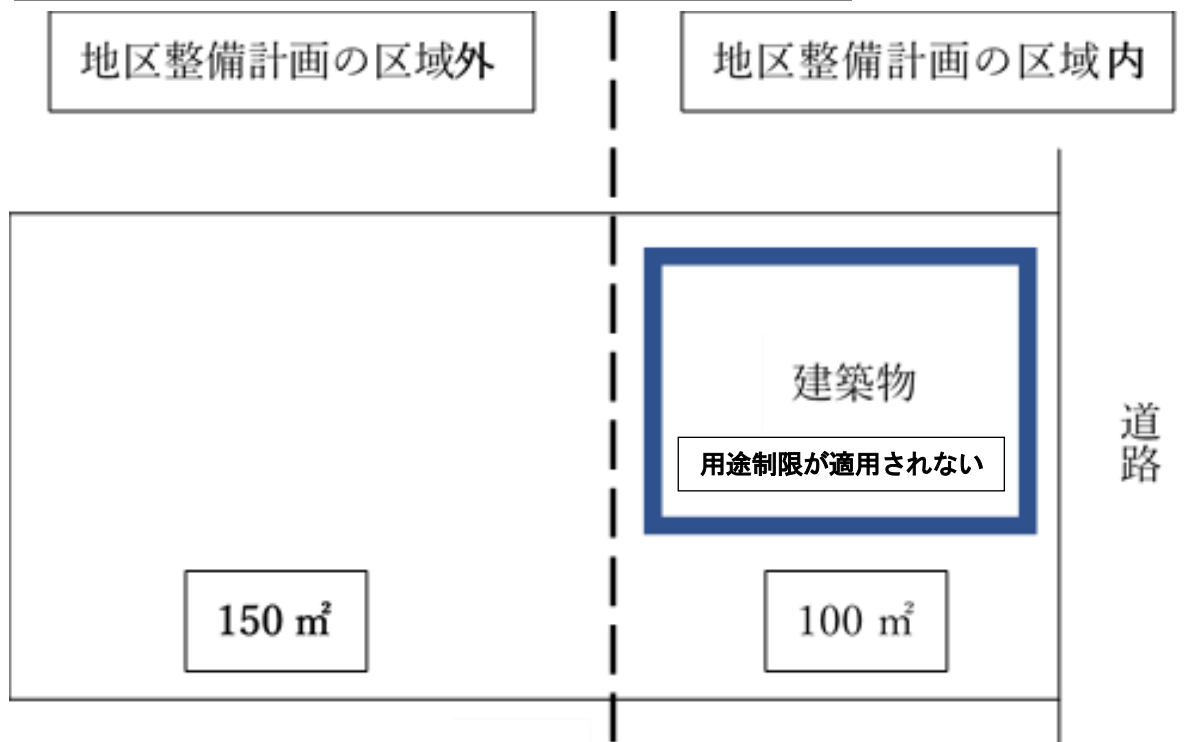 地区整備計画の区域外
地区整備計画の区域内
建築物
用途制限が適用されない
道路
150 ㎡
100 ㎡